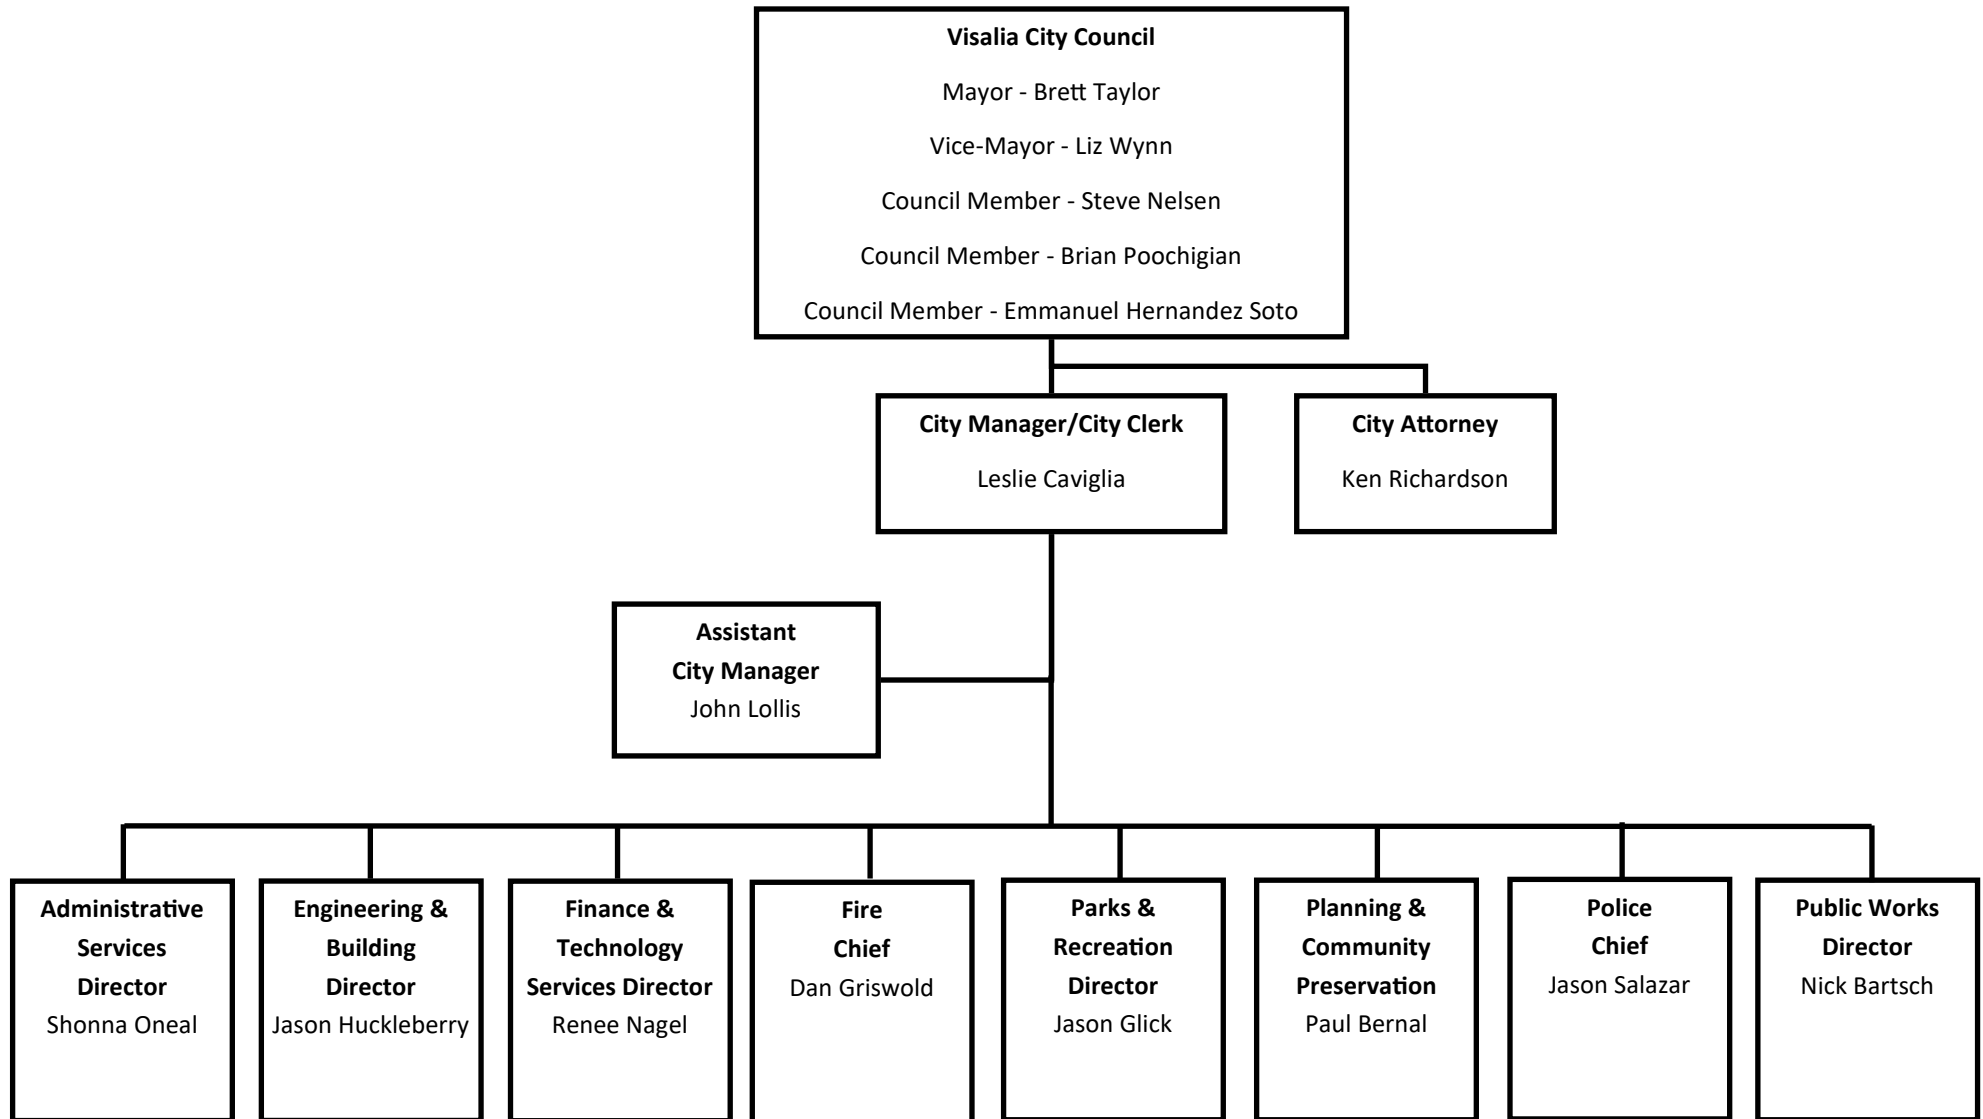 Visalia City Council
Mayor - Brett Taylor
Vice-Mayor - Liz Wynn
Council Member - Steve Nelsen
Council Member - Brian Poochigian
Council Member - Emmanuel Hernandez Soto
City Manager/City Clerk
Leslie Caviglia
City Attorney
Ken Richardson
Assistant
City Manager
John Lollis
Administrative
Services
Director
Shonna Oneal
Engineering &
Building
Director
Jason Huckleberry
Finance &
Technology
Services Director
Renee Nagel
Fire
Chief
Dan Griswold
Parks &
Recreation
Director
Jason Glick
Planning &
Community
Preservation
Paul Bernal
Police
Chief
Jason Salazar
Public Works
Director
Nick Bartsch